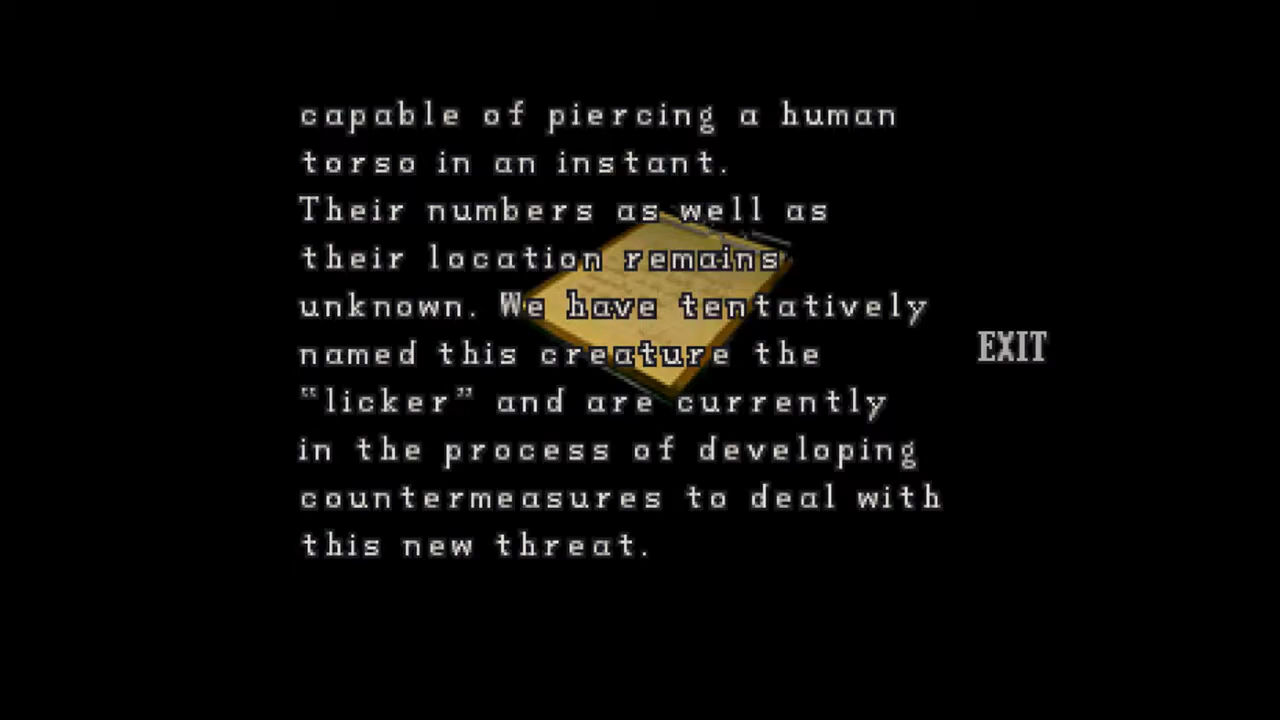 capable of piercing a human
torso in an instant.
Their numbers as well as
their location remains
unknown. We have tentatively
named this creature the
"licker" and are currently
in the process of developing
countermeasures to deal with
this new threat.
EXIT